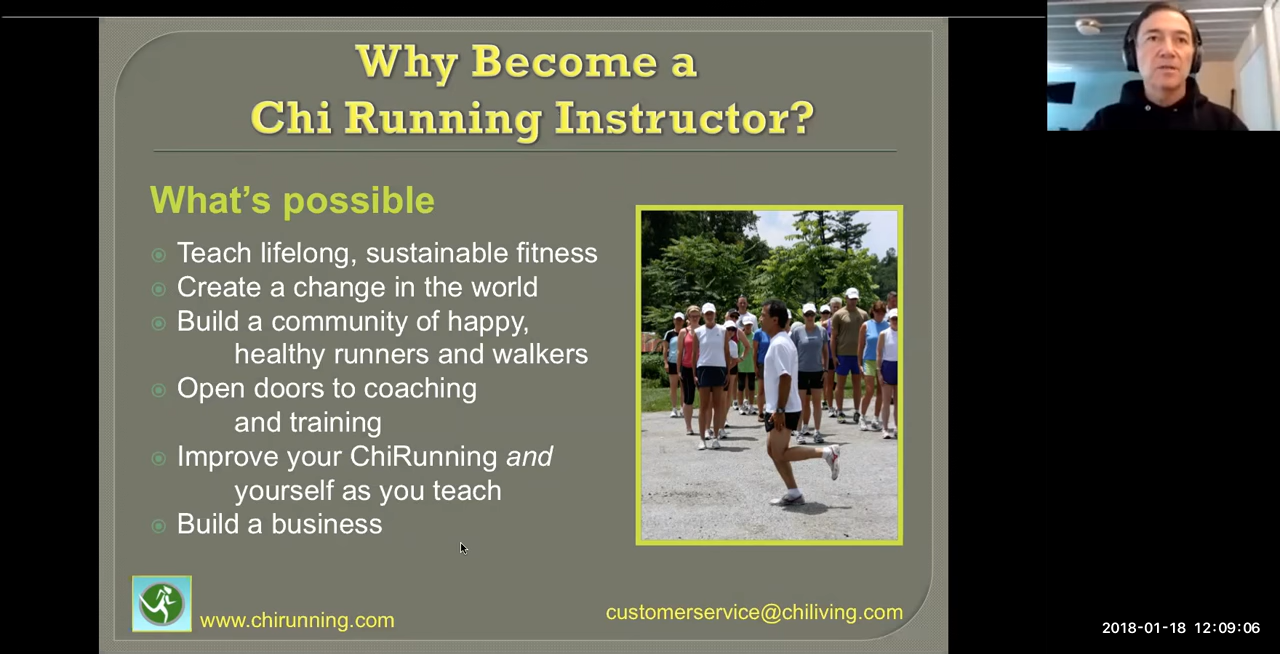 Why Become a
Chi Running Instructor?
What's possible
Teach lifelong, sustainable fitness
Create a change in the world
Build a community of happy,
healthy runners and walkers
Open doors to coaching
and training
Improve your ChiRunning and
yourself as you teach
Build a business
www.chirunning.com
customerservice@chiliving.com
2018-01-18 12:09:06